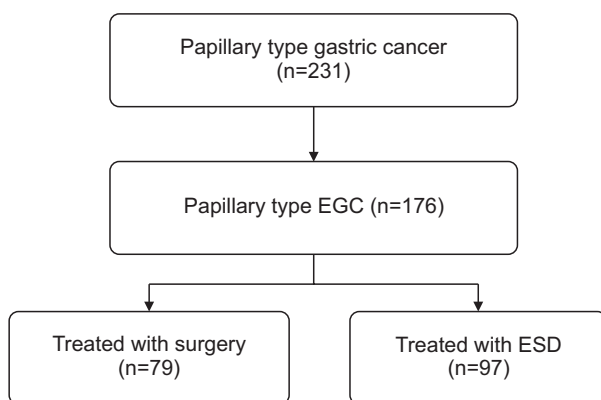 Papillary type gastric cancer
(n=231)
Papillary type EGC (n=176)
Treated with surgery
(n=79)
Treated with ESD
(n=97)